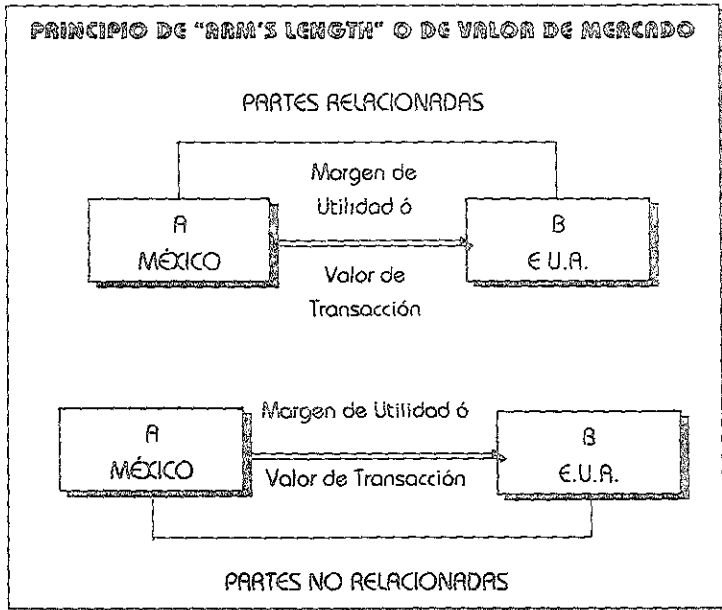 PRINCIPIO DE "ARM'S LENGTH" O DE VALOR DE MERCADO
PARTES RELACIONADAS
Margen de
Utilidad ó
A
MÉXICO
B
E U.A.
Valor de
Transacción
Margen de Utilidad ó
A
MÉXICO
B
E.U.A.
Valor de Transacción
PARTES NO RELACIONADAS